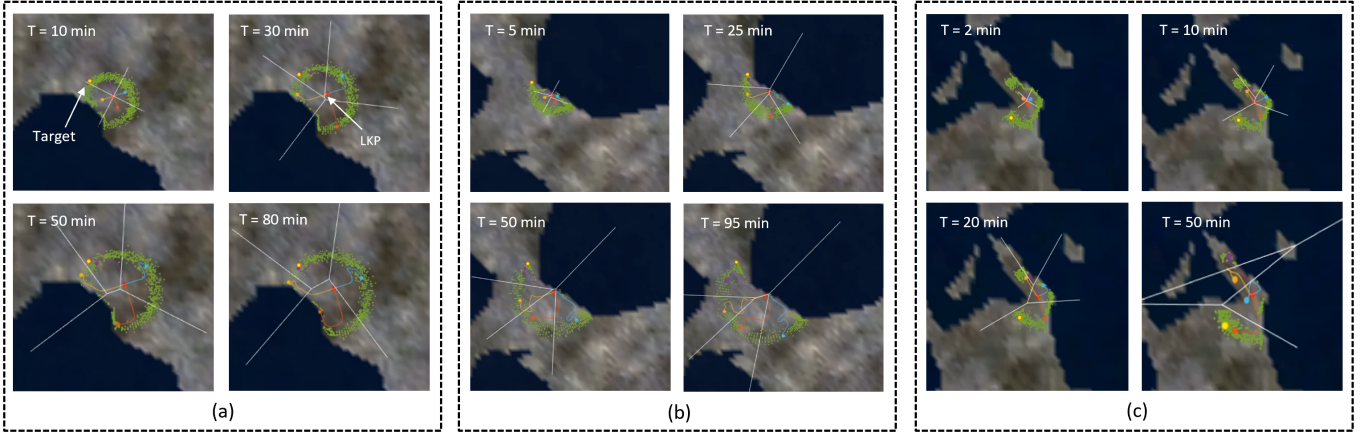 T = 10 min
T = 30 min
Target
LKP
T = 50 min
T = 80 min
(a)
T = 5 min
T = 25 min
T = 50 min
T = 95 min
(b)
T = 2 min
T = 10 min
T = 20 min
T = 50 min
(c)